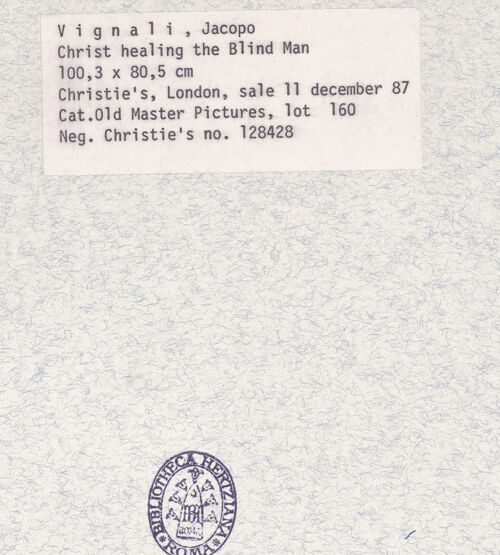 V i g n a l i , Jacopo
Christ healing the Blind Man
100,3 x 80,5 cm
Christie's, London, sale 11 december 87
Cat.Old Master Pictures, lot 160
Neg. Christie's no. 128428
BIBLIOTHECA HERTZIANA
ROMA